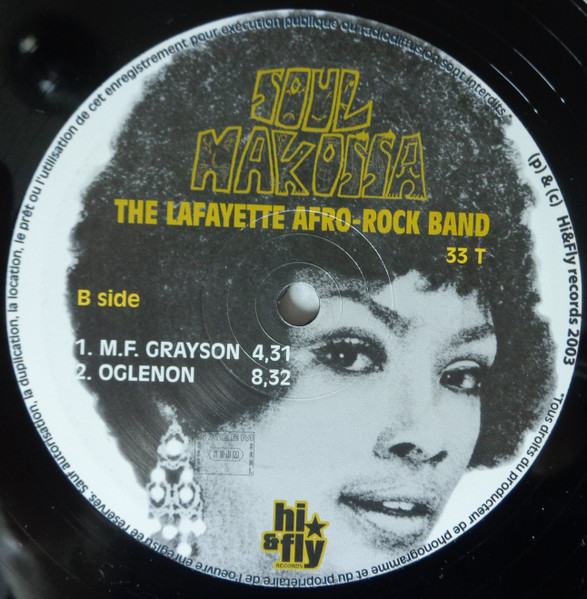 SOUL
MAKOSSA
THE LAFAYETTE AFRO-ROCK BAND
33 T
B side
1. M.F. GRAYSON 4,31
2. OGLENON 8,32
hi
&fly
RECORDS
(p) & (c) Hi&Fly records 2003
"Tous droits du producteur de phonogramme et du propriétaire de l'oeuvre enregistrée réservés, sauf autorisation, la duplication, la location, le prêt ou l'utilisation de cet enregistrement pour exécution publique ou radiodiffusion sont interdits."